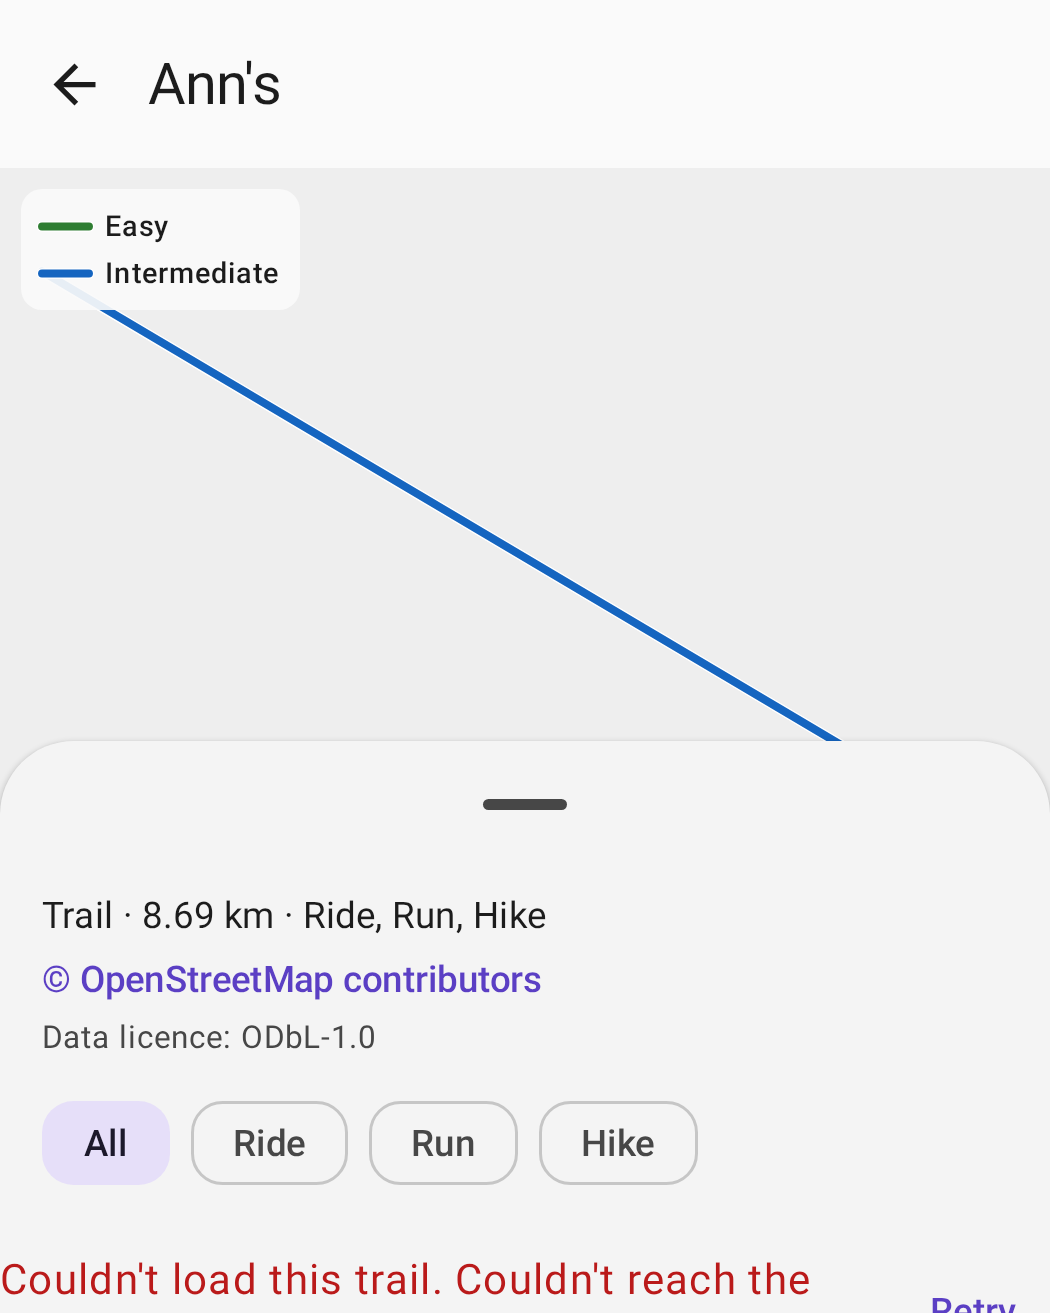 Ann's
Easy
Intermediate
Trail · 8.69 km · Ride, Run, Hike
© OpenStreetMap contributors
Data licence: ODbL-1.0
All
Ride
Run
Hike
Couldn't load this trail. Couldn't reach the
Retry